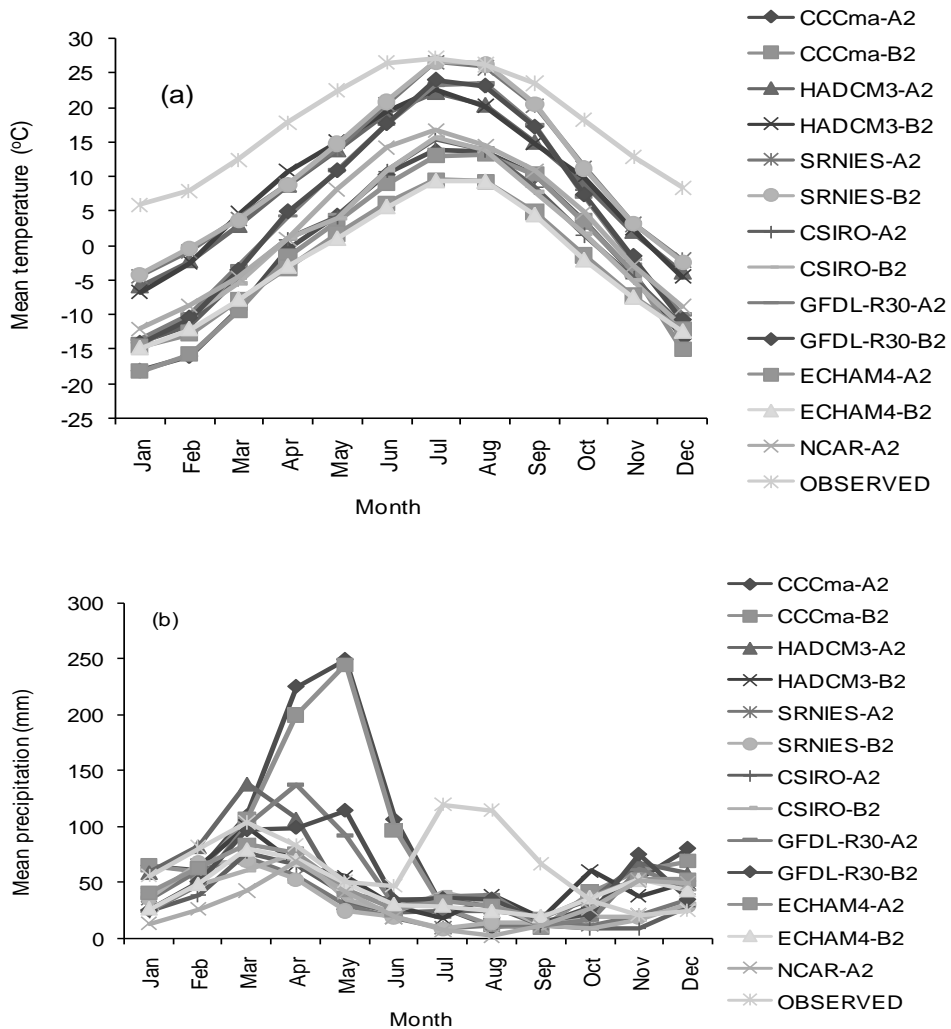 (a)
Mean temperature (ºC)
30
25
20
15
10
5
0
-5
-10
-15
-20
-25
Jan
Feb
Mar
Apr
May
Jun
Jul
Aug
Sep
Oct
Nov
Dec
Month
CCCma-A2
CCCma-B2
HADCM3-A2
HADCM3-B2
SRNIES-A2
SRNIES-B2
CSIRO-A2
CSIRO-B2
GFDL-R30-A2
GFDL-R30-B2
ECHAM4-A2
ECHAM4-B2
NCAR-A2
OBSERVED
(b)
Mean precipitation (mm)
300
250
200
150
100
50
0
Jan
Feb
Mar
Apr
May
Jun
Jul
Aug
Sep
Oct
Nov
Dec
Month
CCCma-A2
CCCma-B2
HADCM3-A2
HADCM3-B2
SRNIES-A2
SRNIES-B2
CSIRO-A2
CSIRO-B2
GFDL-R30-A2
GFDL-R30-B2
ECHAM4-A2
ECHAM4-B2
NCAR-A2
OBSERVED